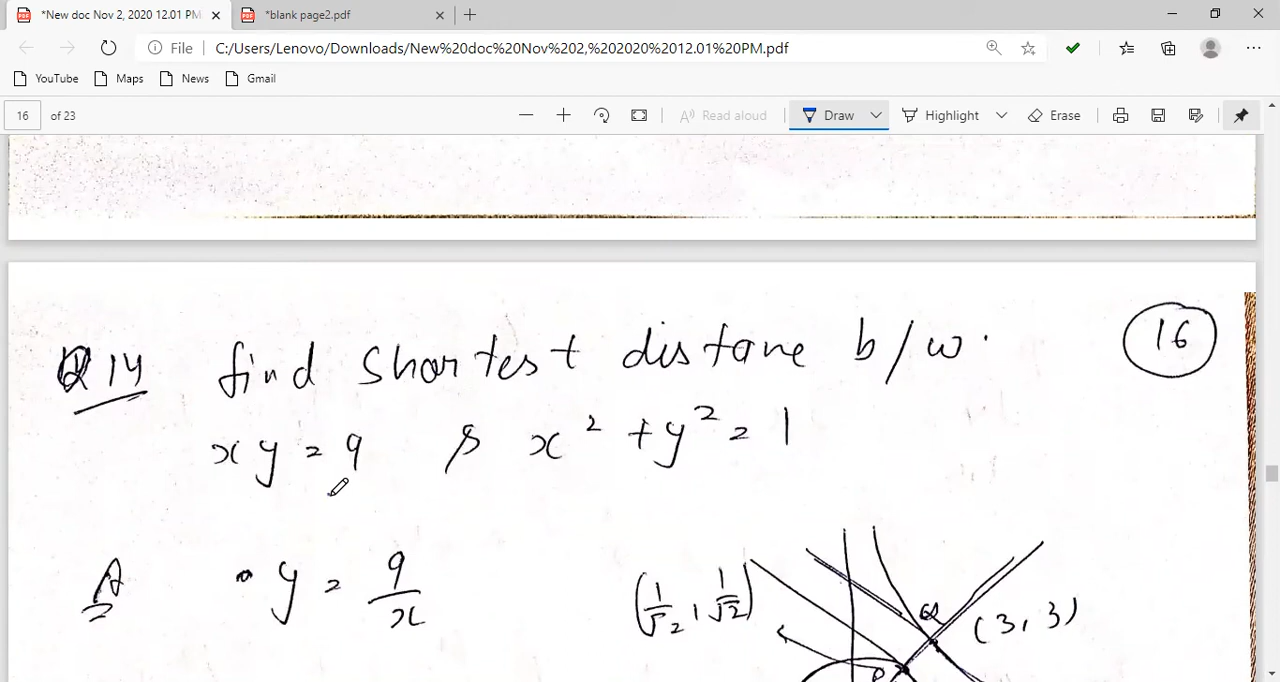 *New doc Nov 2, 2020 12.01 PM
*blank page2.pdf
File C:/Users/Lenovo/Downloads/New%20doc%20Nov%202,%202020%2012.01%20PM.pdf
YouTube Maps News Gmail
16 of 23 Read aloud Draw Highlight Erase
Q14 find shortest distane b/w. 16
xy = 9 & x² + y² = 1
A y = 9/x
(1/√2, 1/√2) Q (3, 3)
P